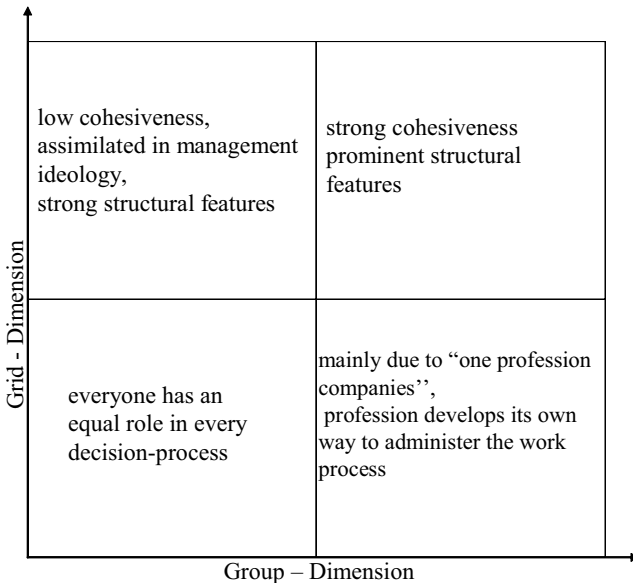 low cohesiveness,
assimilated in management
ideology,
strong structural features
strong cohesiveness
prominent structural
features
Grid - Dimension
everyone has an
equal role in every
decision-process
mainly due to “one profession
companies’’,
profession develops its own
way to administer the work
process
Group – Dimension